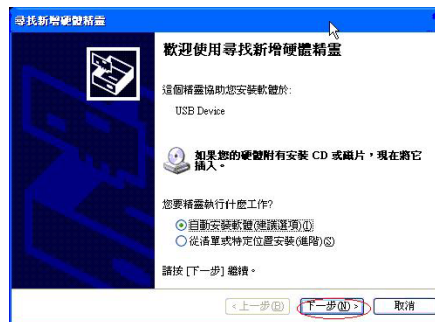 尋找新增硬體精靈
歡迎使用尋找新增硬體精靈
這個精靈協助您安裝軟體於:
USB Device
如果您的硬體附有安裝 CD 或磁片，現在將它
插入。
您要精靈執行什麼工作?
自動安裝軟體(建議選項)(I)
從清單或特定位置安裝(進階)(S)
請按 [下一步] 繼續。
<上一步(B) 下一步(N)> 取消